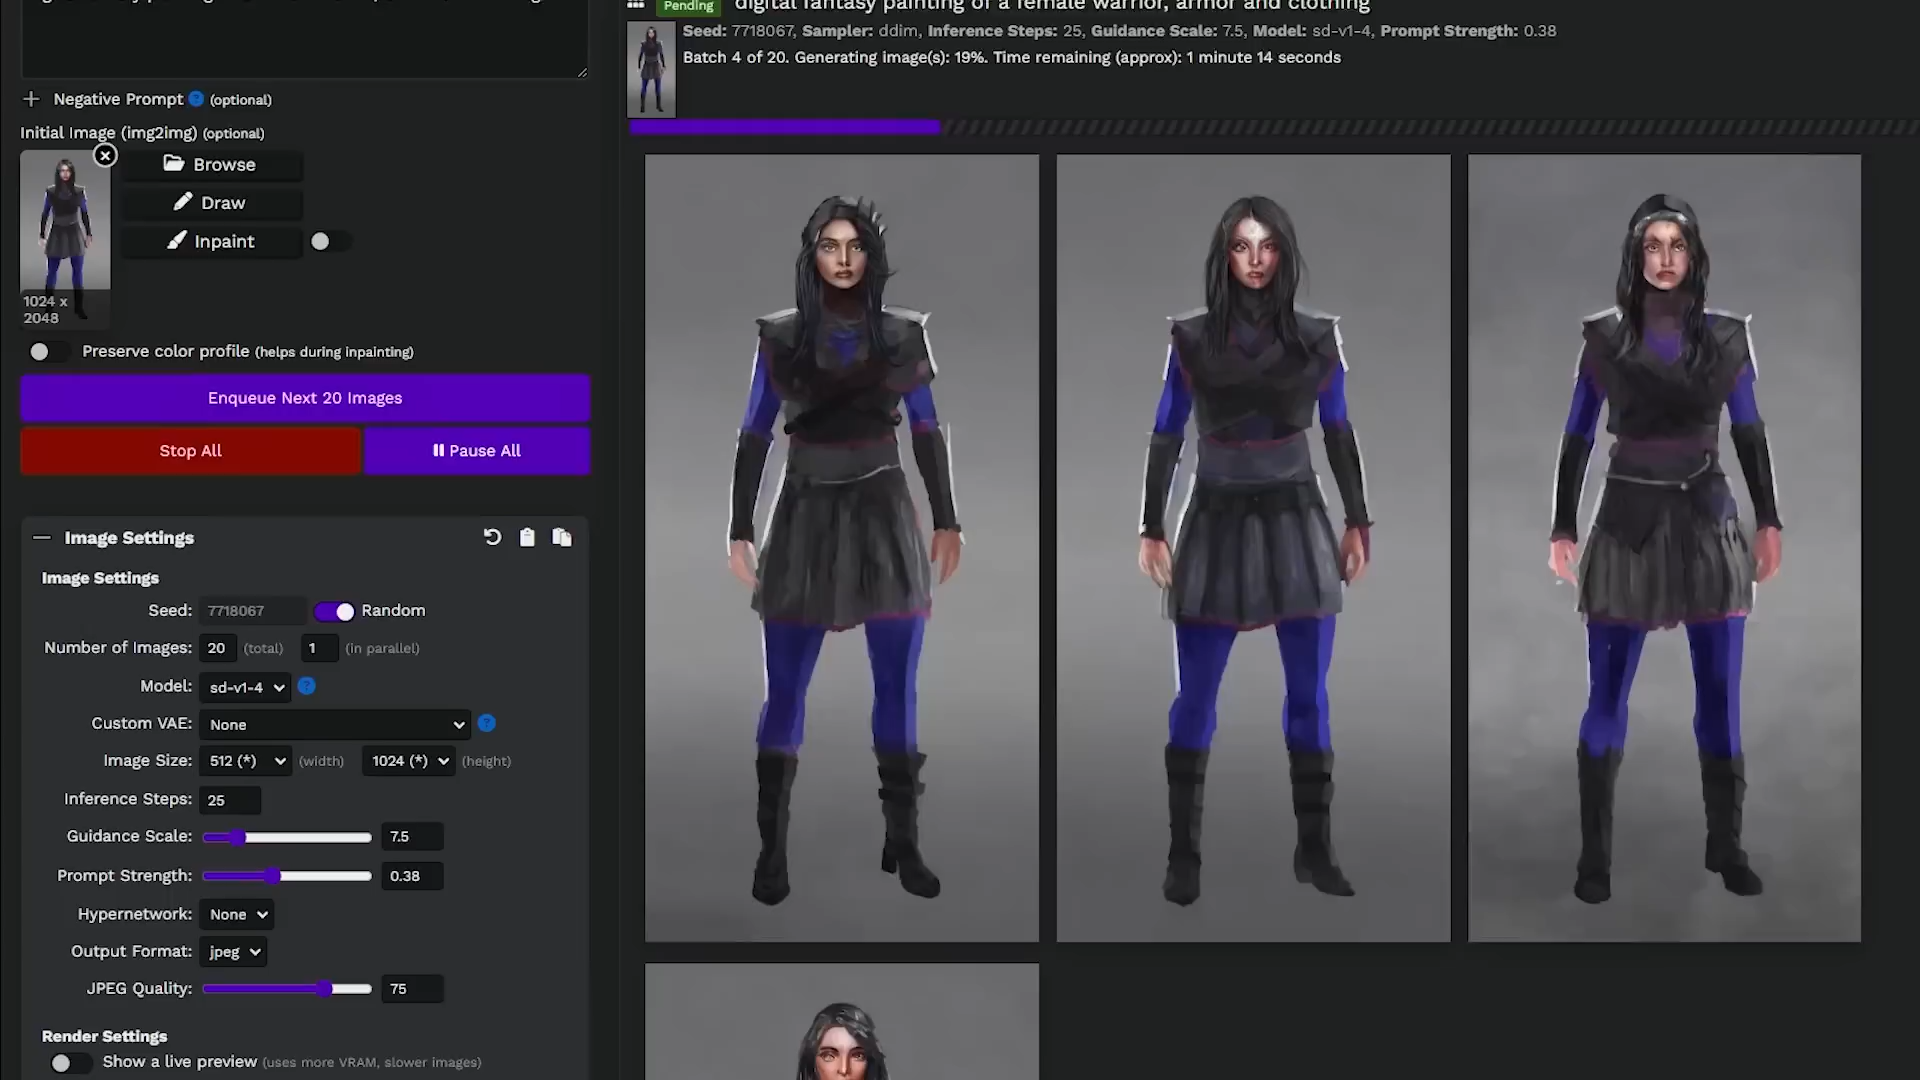 Negative Prompt ? (optional)
Initial Image (img2img) (optional)
Browse
Draw
Inpaint
1024 x
2048
Preserve color profile (helps during inpainting)
Enqueue Next 20 Images
Stop All
Pause All
Image Settings
Image Settings
Seed: 7718067 Random
Number of Images: 20 (total) 1 (in parallel)
Model: sd-v1-4 ?
Custom VAE: None ?
Image Size: 512 (*) (width) 1024 (*) (height)
Inference Steps: 25
Guidance Scale: 7.5
Prompt Strength: 0.38
Hypernetwork: None
Output Format: jpeg
JPEG Quality: 75
Render Settings
Show a live preview (uses more VRAM, slower images)
Pending digital fantasy painting of a female warrior, armor and clothing
Seed: 7718067, Sampler: ddim, Inference Steps: 25, Guidance Scale: 7.5, Model: sd-v1-4, Prompt Strength: 0.38
Batch 4 of 20. Generating image(s): 19%. Time remaining (approx): 1 minute 14 seconds